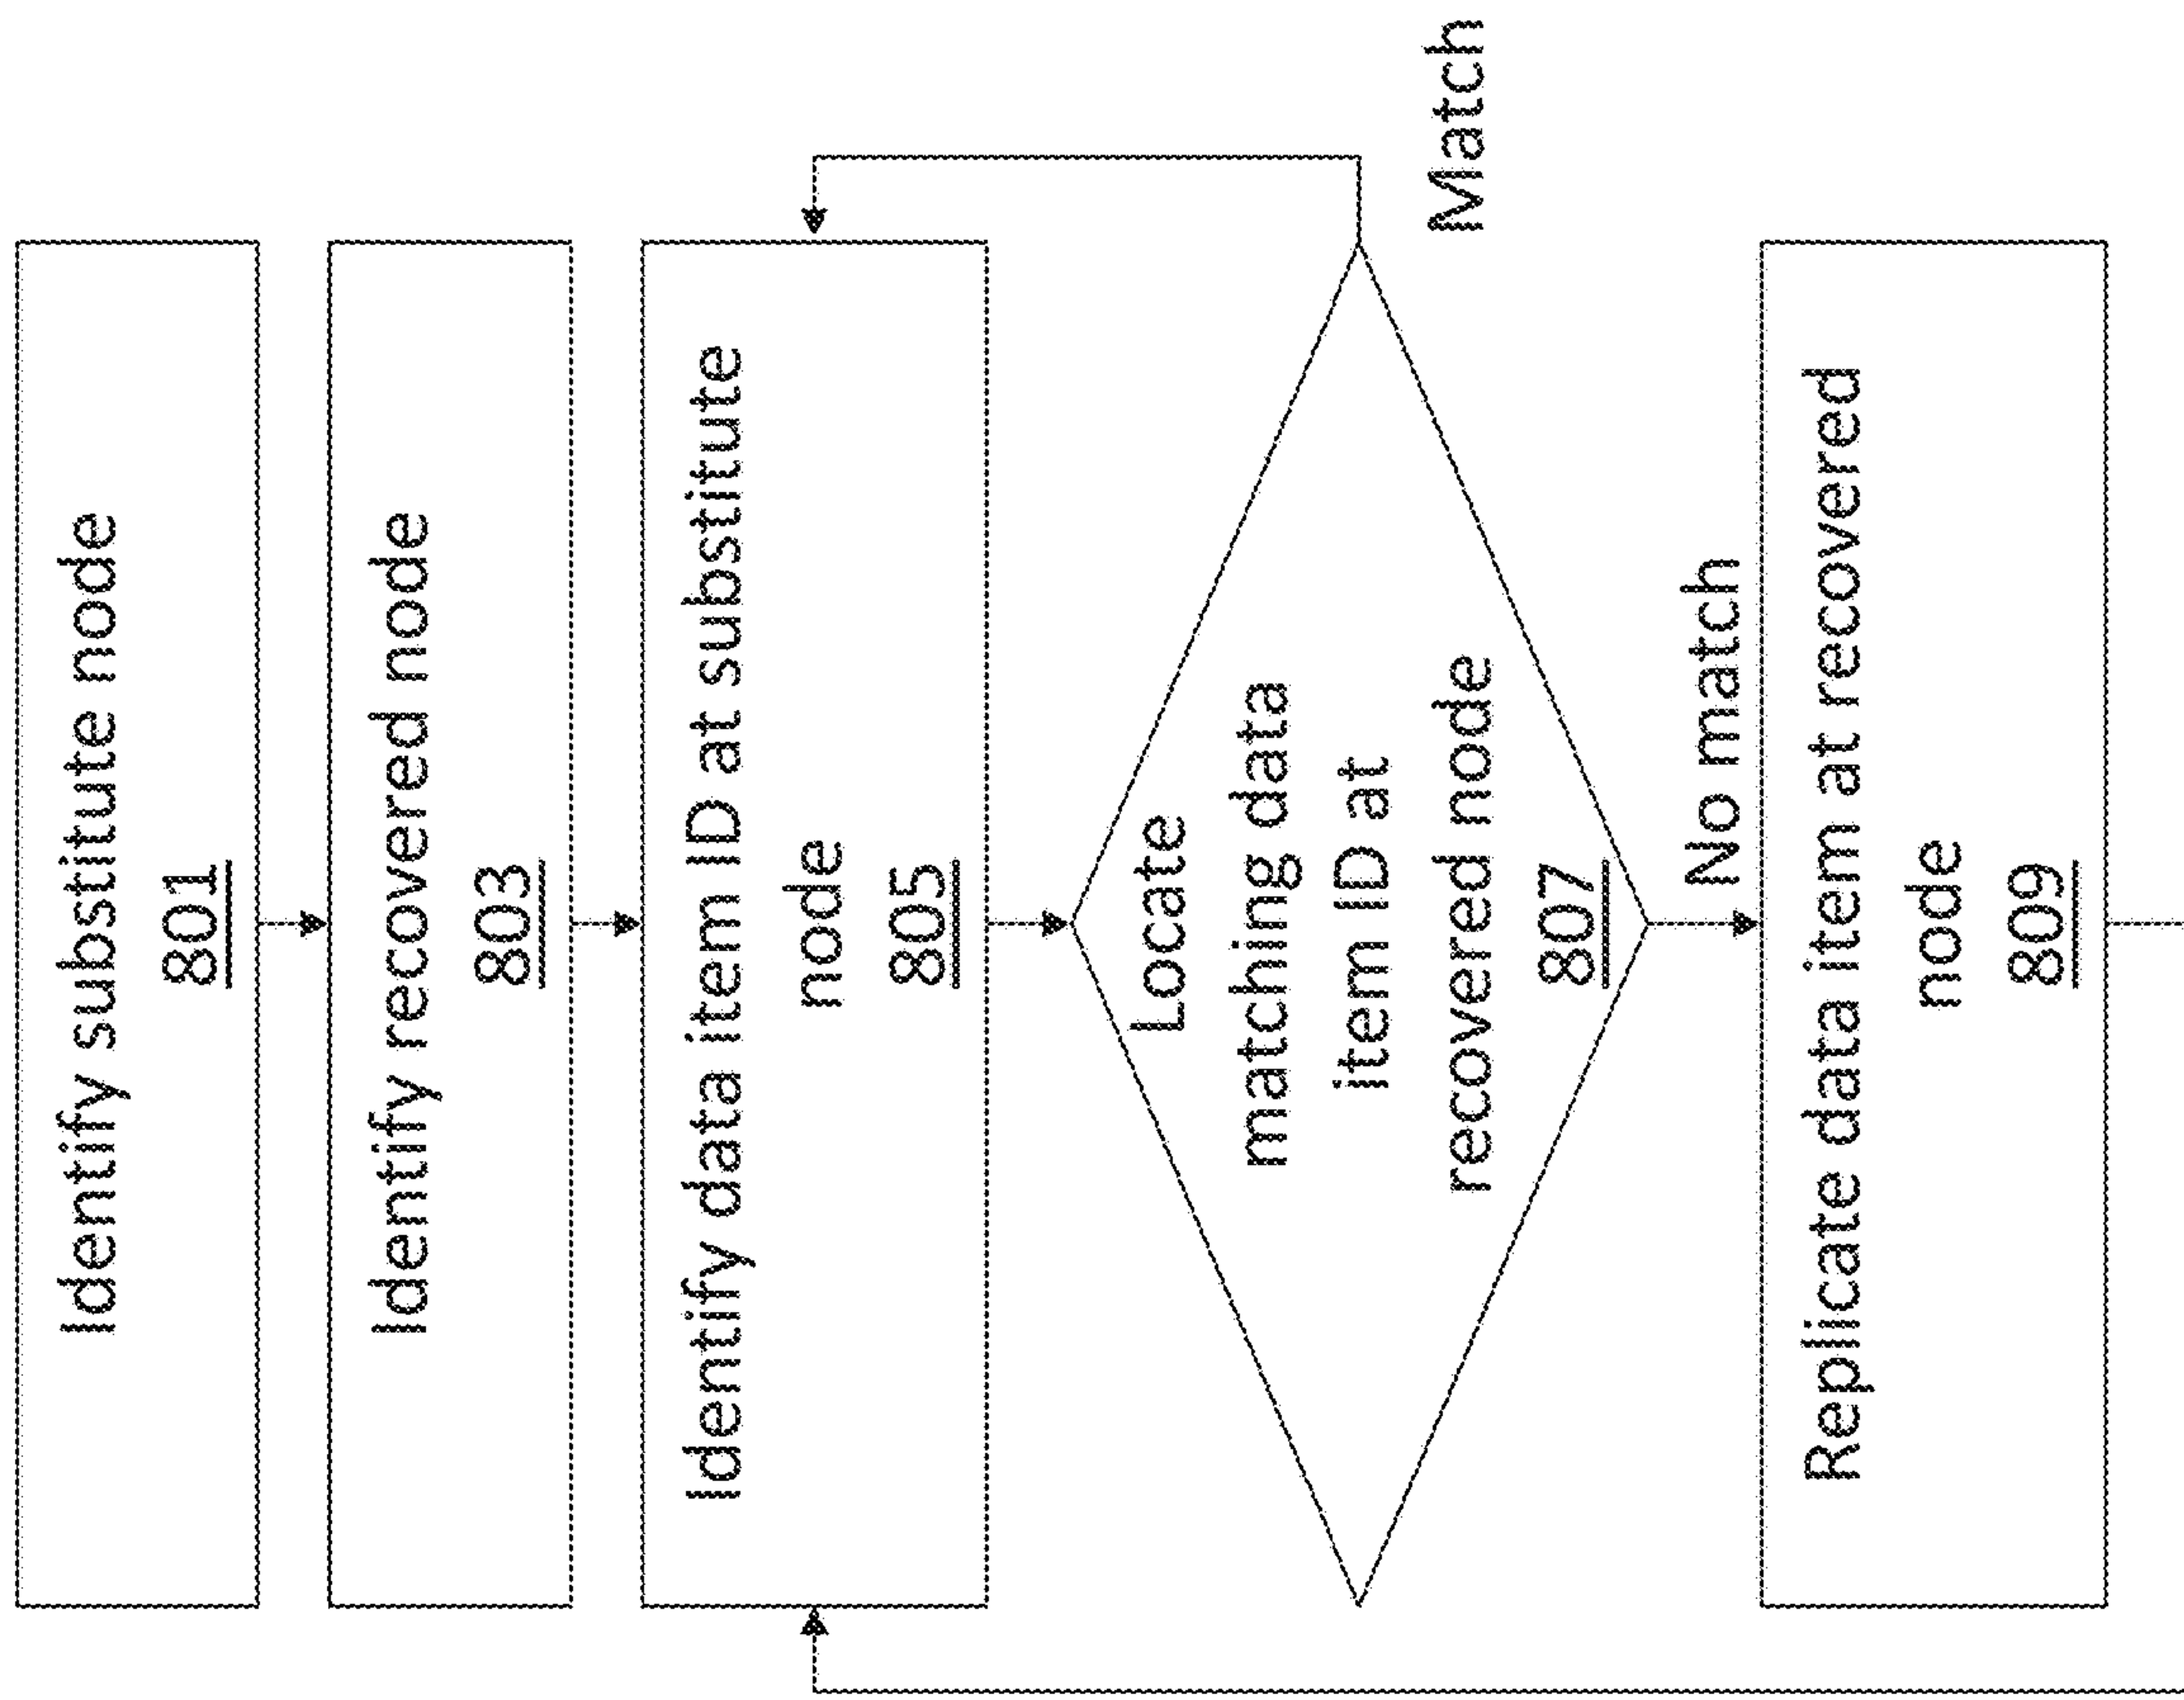 Identify substitute node
801
Identify recovered node
803
Identify data item ID at substitute
node
805
Locate
matching data
item ID at
recovered node
807
Match
No match
Replicate data item at recovered
node
809